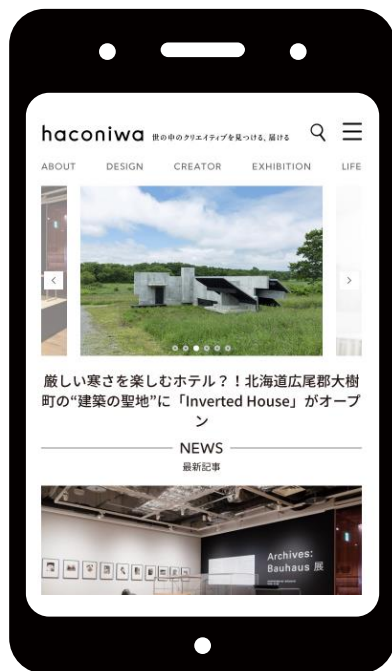 haconiwa 世の中のクリエイティブを見つける、届ける
ABOUT DESIGN CREATOR EXHIBITION LIFE
厳しい寒さを楽しむホテル?!北海道広尾郡大樹
町の“建築の聖地”に「Inverted House」がオープ
ン
NEWS
最新記事
Archives:
Bauhaus 展